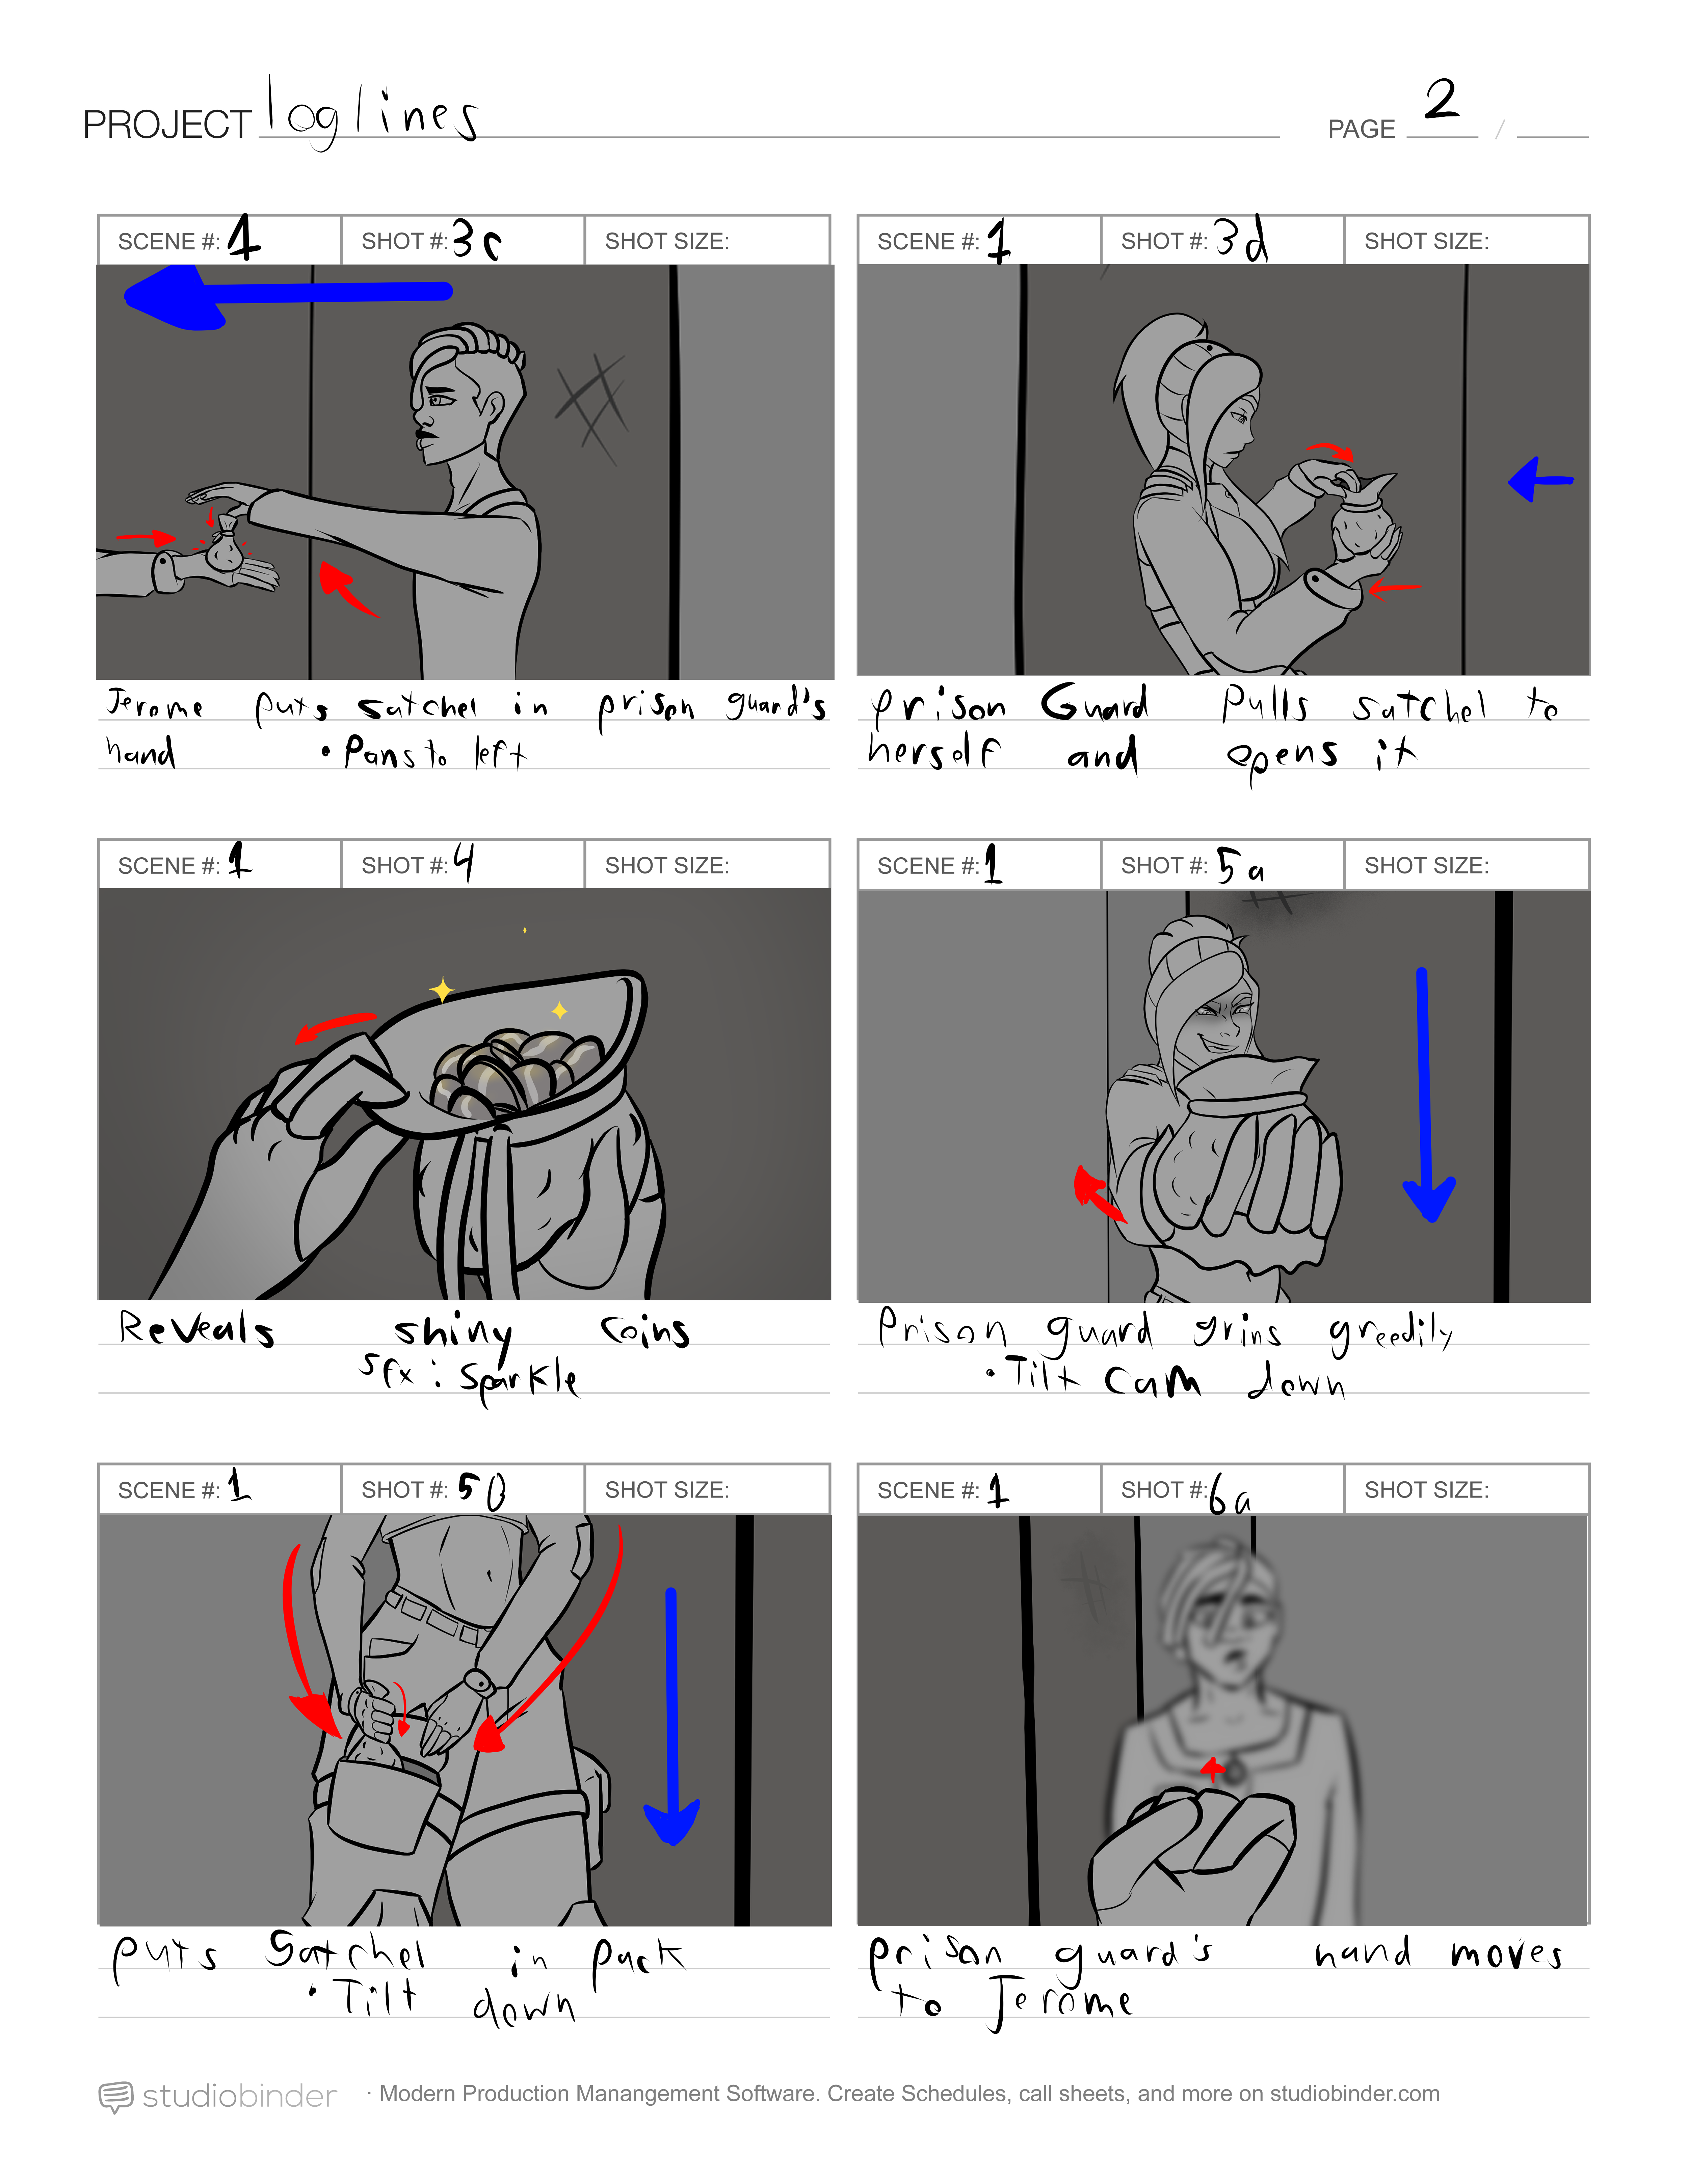 PROJECT loglines
PAGE 2 /
SCENE #: 1 SHOT #: 3c SHOT SIZE:
Jerome puts satchel in prison guard's
hand • Pans to left
SCENE #: 1 SHOT #: 3d SHOT SIZE:
prison Guard Pulls satchel to
herself and opens it
SCENE #: 1 SHOT #: 4 SHOT SIZE:
Reveals shiny coins
sfx: Sparkle
SCENE #: 1 SHOT #: 5a SHOT SIZE:
Prison guard grins greedily
• Tilt cam down
SCENE #: 1 SHOT #: 5B SHOT SIZE:
puts Satchel in pack
• Tilt down
SCENE #: 1 SHOT #: 6a SHOT SIZE:
prison guard's hand moves
to Jerome
studiobinder · Modern Production Manangement Software. Create Schedules, call sheets, and more on studiobinder.com